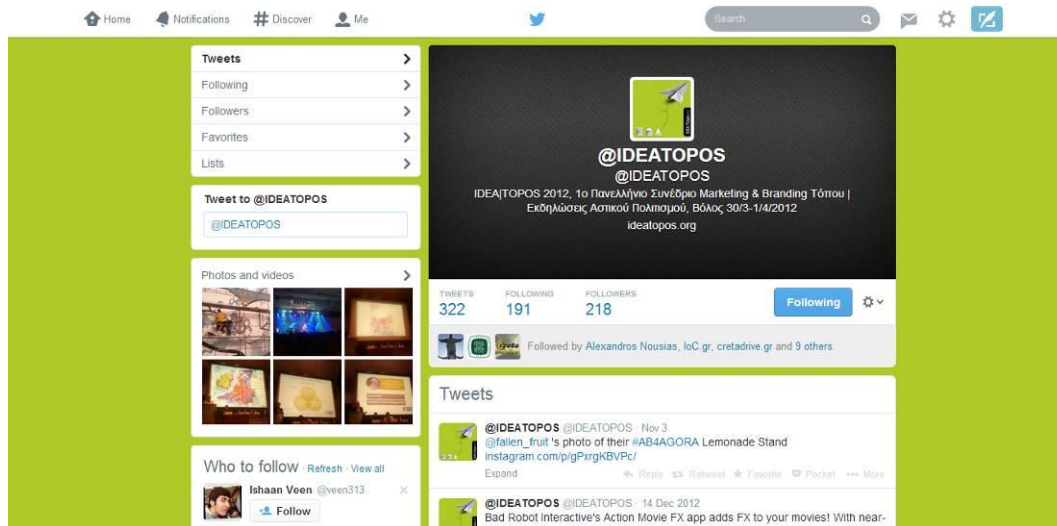 Home
Notifications
# Discover
Me
Search
Tweets
Following
Followers
Favorites
Lists
Tweet to @IDEATOPOS
@IDEATOPOS
Photos and videos
Who to follow · Refresh · View all
Ishaan Veen @veen313
Follow
@IDEATOPOS
@IDEATOPOS
IDEA|TOPOS 2012, 1ο Πανελλήνιο Συνέδριο Marketing & Branding Τόπου |
Εκδηλώσεις Αστικού Πολιτισμού, Βόλος 30/3-1/4/2012
ideatopos.org
TWEETS
322
FOLLOWING
191
FOLLOWERS
218
Following
Followed by Alexandros Nousias, IoC.gr, cretadrive.gr and 9 others.
Tweets
@IDEATOPOS @IDEATOPOS · Nov 3
@fallen_fruit 's photo of their #AB4AGORA Lemonade Stand
instagram.com/p/gPxrgKBVPc/
Expand
Reply Retweet Favorite Pocket More
@IDEATOPOS @IDEATOPOS · 14 Dec 2012
Bad Robot Interactive's Action Movie FX app adds FX to your movies! With near-